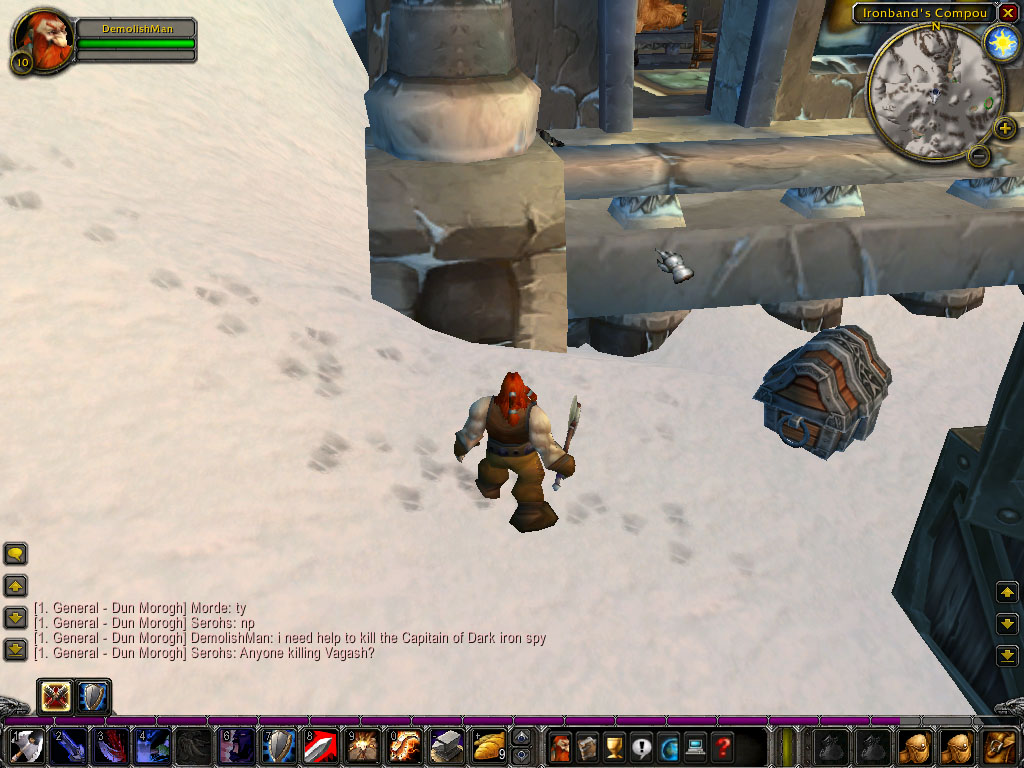 DemolishMan
10
Ironband's Compou
N
[1. General - Dun Morogh] Morde: ty
[1. General - Dun Morogh] Serohs: np
[1. General - Dun Morogh] DemolishMan: i need help to kill the Capitain of Dark iron spy
[1. General - Dun Morogh] Serohs: Anyone killing Vagash?
1 2 3 4 6 7 8 9 0 - + 9